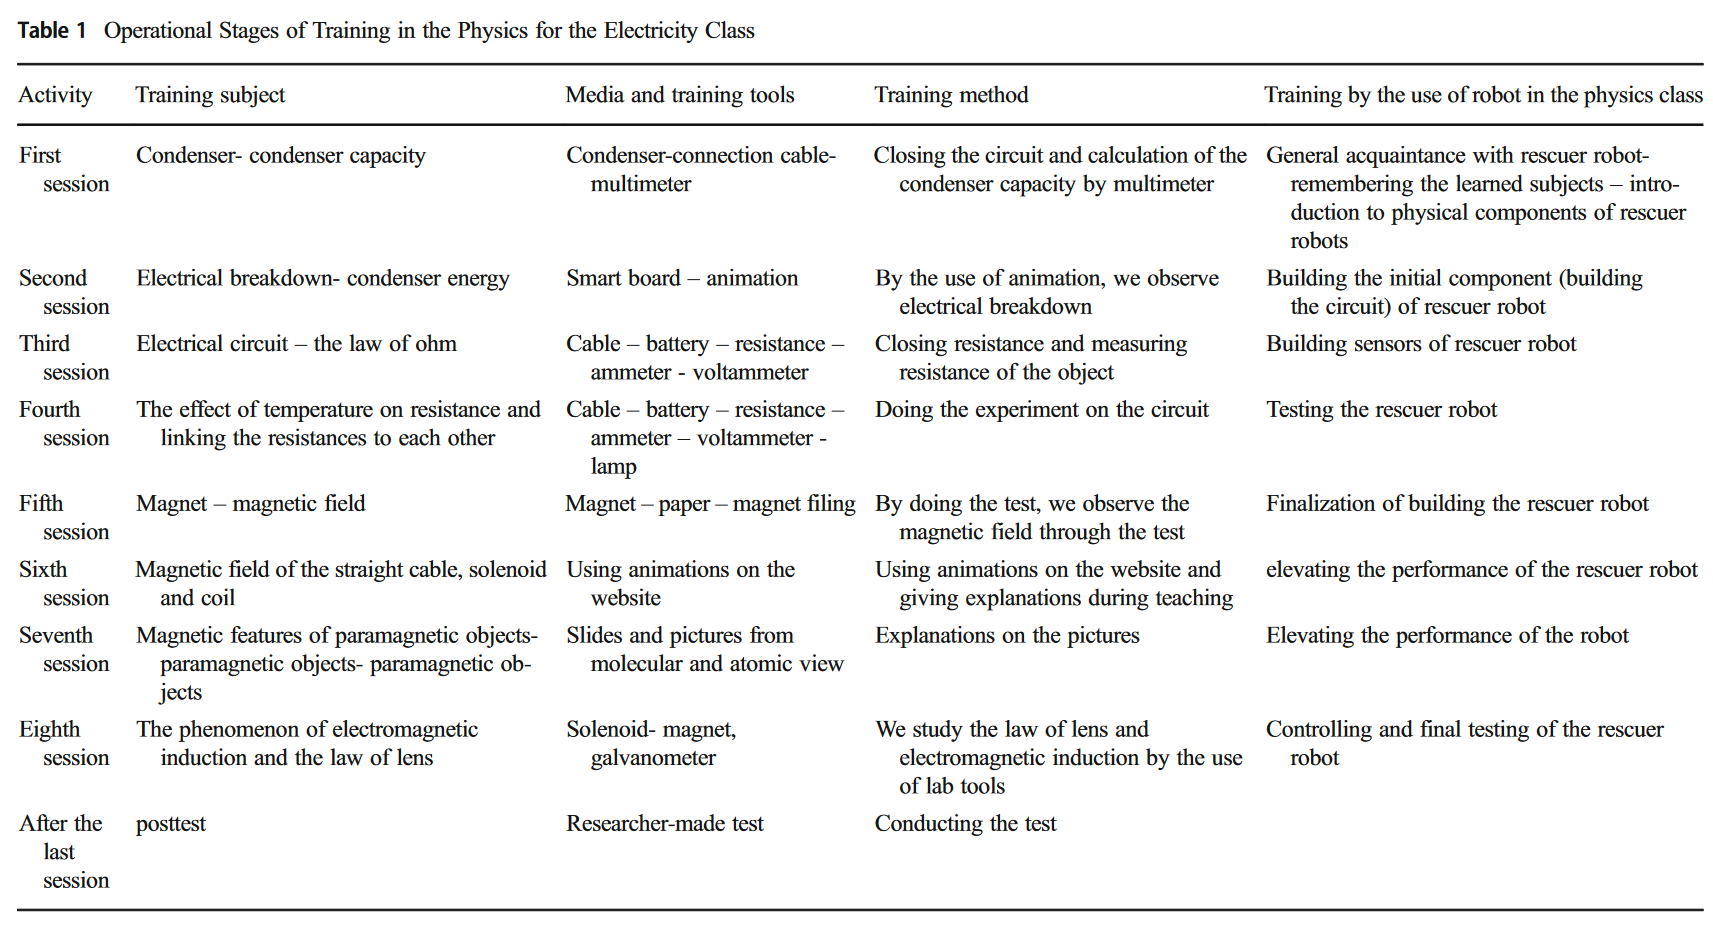 Table 1 Operational Stages of Training in the Physics for the Electricity Class
Activity Training subject Media and training tools Training method Training by the use of robot in the physics class
First Condenser- condenser capacity Condenser-connection cable- Closing the circuit and calculation of the General acquaintance with rescuer robot-
session multimeter condenser capacity by multimeter remembering the learned subjects – intro-
duction to physical components of rescuer
robots
Second Electrical breakdown- condenser energy Smart board – animation By the use of animation, we observe Building the initial component (building
session electrical breakdown the circuit) of rescuer robot
Third Electrical circuit – the law of ohm Cable – battery – resistance – Closing resistance and measuring Building sensors of rescuer robot
session ammeter - voltammeter resistance of the object
Fourth The effect of temperature on resistance and Cable – battery – resistance – Doing the experiment on the circuit Testing the rescuer robot
session linking the resistances to each other ammeter – voltammeter -
lamp
Fifth Magnet – magnetic field Magnet – paper – magnet filing By doing the test, we observe the Finalization of building the rescuer robot
session magnetic field through the test
Sixth Magnetic field of the straight cable, solenoid Using animations on the Using animations on the website and elevating the performance of the rescuer robot
session and coil website giving explanations during teaching
Seventh Magnetic features of paramagnetic objects- Slides and pictures from Explanations on the pictures Elevating the performance of the robot
session paramagnetic objects- paramagnetic ob- molecular and atomic view
jects
Eighth The phenomenon of electromagnetic Solenoid- magnet, We study the law of lens and Controlling and final testing of the rescuer
session induction and the law of lens galvanometer electromagnetic induction by the use robot
of lab tools
After the posttest Researcher-made test Conducting the test
last
session